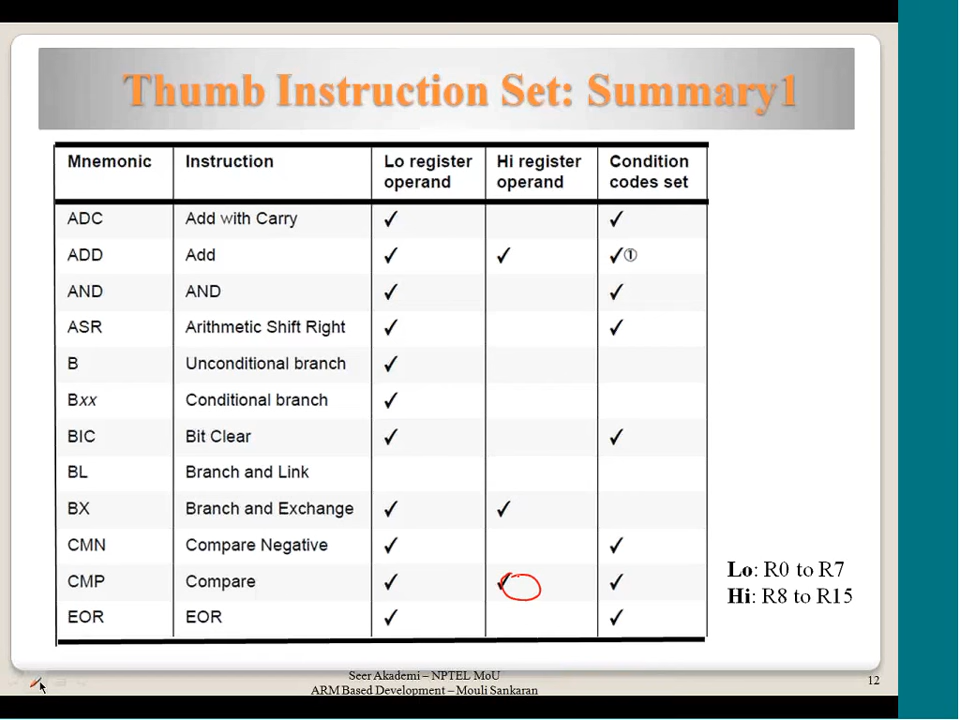 Thumb Instruction Set: Summary1
Mnemonic Instruction Lo register operand Hi register operand Condition codes set
ADC Add with Carry ✓ ✓
ADD Add ✓ ✓ ✓①
AND AND ✓ ✓
ASR Arithmetic Shift Right ✓ ✓
B Unconditional branch ✓
Bxx Conditional branch ✓
BIC Bit Clear ✓ ✓
BL Branch and Link
BX Branch and Exchange ✓ ✓
CMN Compare Negative ✓ ✓
CMP Compare ✓ ✓ ✓
EOR EOR ✓ ✓
Lo: R0 to R7
Hi: R8 to R15
Seer Akademi – NPTEL MoU
ARM Based Development – Mouli Sankaran
12